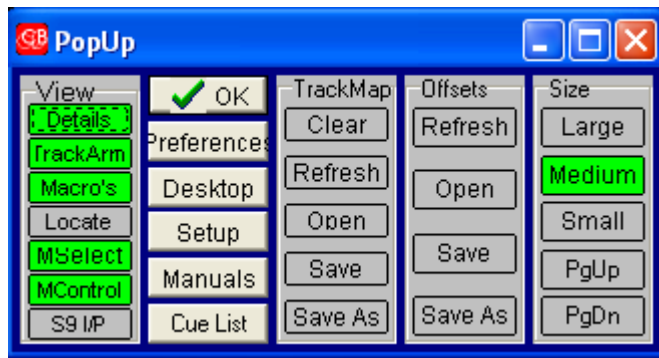 CB PopUp
View
Details
TrackArm
Macro's
Locate
MSelect
MControl
S9 I/P
OK
Preferences
Desktop
Setup
Manuals
Cue List
TrackMap
Clear
Refresh
Open
Save
Save As
Offsets
Refresh
Open
Save
Save As
Size
Large
Medium
Small
PgUp
PgDn